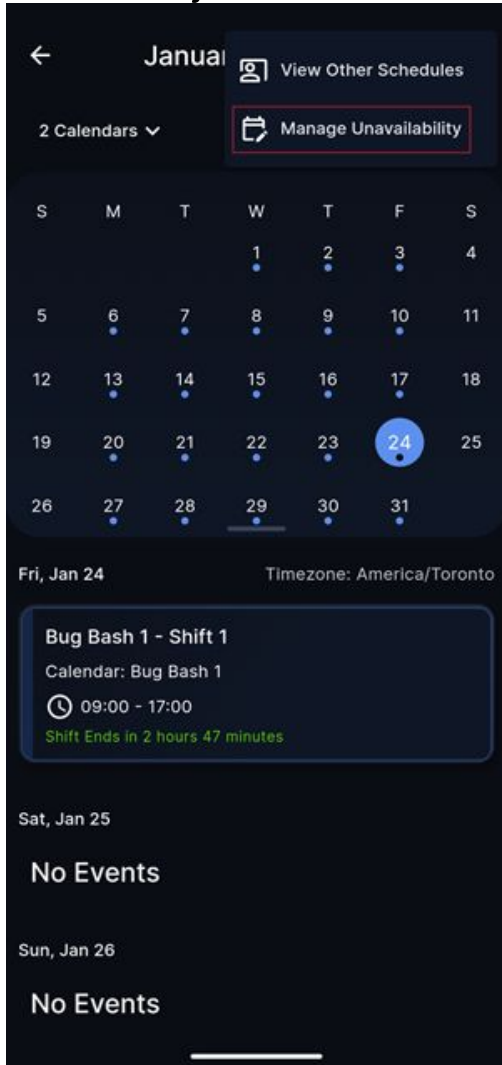 Janua
View Other Schedules
2 Calendars
Manage Unavailability
S M T W T F S
1 2 3 4
5 6 7 8 9 10 11
12 13 14 15 16 17 18
19 20 21 22 23 24 25
26 27 28 29 30 31
Fri, Jan 24 Timezone: America/Toronto
Bug Bash 1 - Shift 1
Calendar: Bug Bash 1
09:00 - 17:00
Shift Ends in 2 hours 47 minutes
Sat, Jan 25
No Events
Sun, Jan 26
No Events